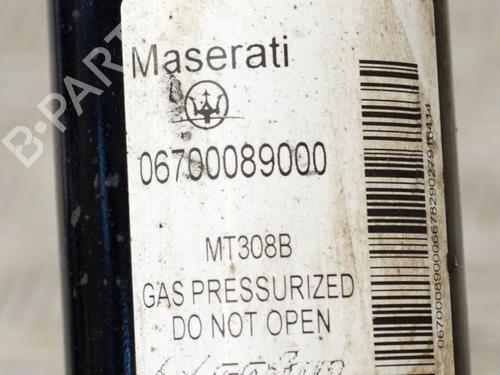 Maserati
06700089000
MT308B
GAS PRESSURIZED
DO NOT OPEN
B-PARTS